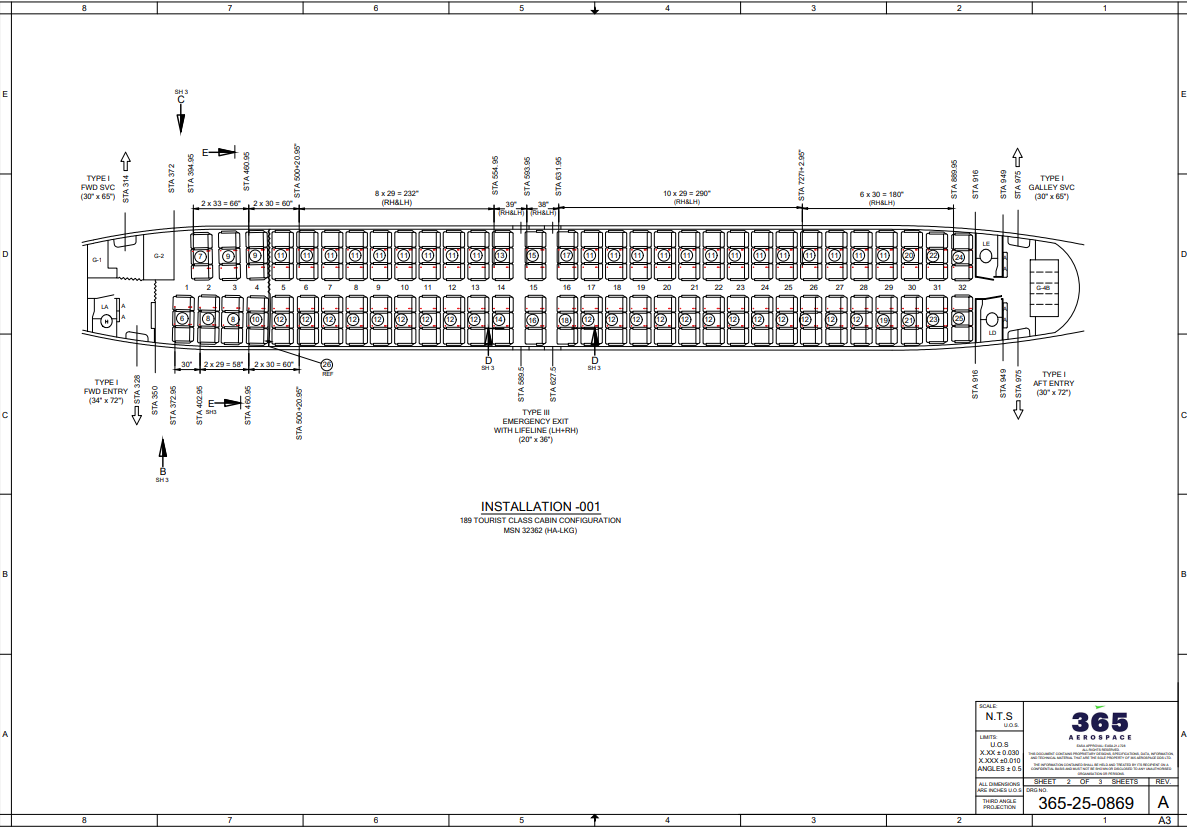 8 7 6 5 4 3 2 1
E E
D D
C C
B B
A A
SH 3
C
E
STA 314
STA 372
STA 394.95
STA 460.95
STA 500+20.95"
STA 554.95
STA 593.95
STA 631.95
STA 727+2.95"
STA 889.95
STA 916
STA 949
STA 975
TYPE I
FWD SVC
(30" x 65")
TYPE I
GALLEY SVC
(30" x 65")
2 x 33 = 66"
2 x 30 = 60"
8 x 29 = 232"
(RH&LH)
39"
(RH&LH)
38"
(RH&LH)
10 x 29 = 290"
(RH&LH)
6 x 30 = 180"
(RH&LH)
G-1 G-2
7 9 9 11 11 11 11 11 11 11 11 11 13 15 17 11 11 11 11 11 11 11 11 11 11 11 11 11 20 22 24
LE
A
A
1 2 3 4 5 6 7 8 9 10 11 12 13 14 15 16 17 18 19 20 21 22 23 24 25 26 27 28 29 30 31 32
G-4B
LA
A
A
H
6 8 8 10 12 12 12 12 12 12 12 12 12 14 16 18 12 12 12 12 12 12 12 12 12 12 12 12 19 21 23 25
A
A
LD
30"
2 x 29 = 58"
2 x 30 = 60"
26
REF
D
SH 3
D
SH 3
TYPE I
FWD ENTRY
(34" x 72")
STA 328
STA 350
STA 372.95
STA 402.95
E
SH3
STA 460.95
STA 500+20.95"
STA 589.5
STA 627.5
STA 916
STA 949
STA 975
TYPE I
AFT ENTRY
(30" x 72")
TYPE III
EMERGENCY EXIT
WITH LIFELINE (LH+RH)
(20" x 36")
B
SH 3
INSTALLATION -001
189 TOURIST CLASS CABIN CONFIGURATION
MSN 32362 (HA-LKG)
SCALE:
N.T.S
U.O.S.
LIMITS:
U.O.S
X.XX ± 0.030
X.XXX ±0.010
ANGLES ± 0.5
ALL DIMENSIONS
ARE INCHES U.O.S
THIRD ANGLE
PROJECTION
365
AEROSPACE
ALL RIGHTS RESERVED.
SHEET 2 OF 3 SHEETS
REV.
DRG NO.
365-25-0869
A
8 7 6 5 4 3 2 1
A3